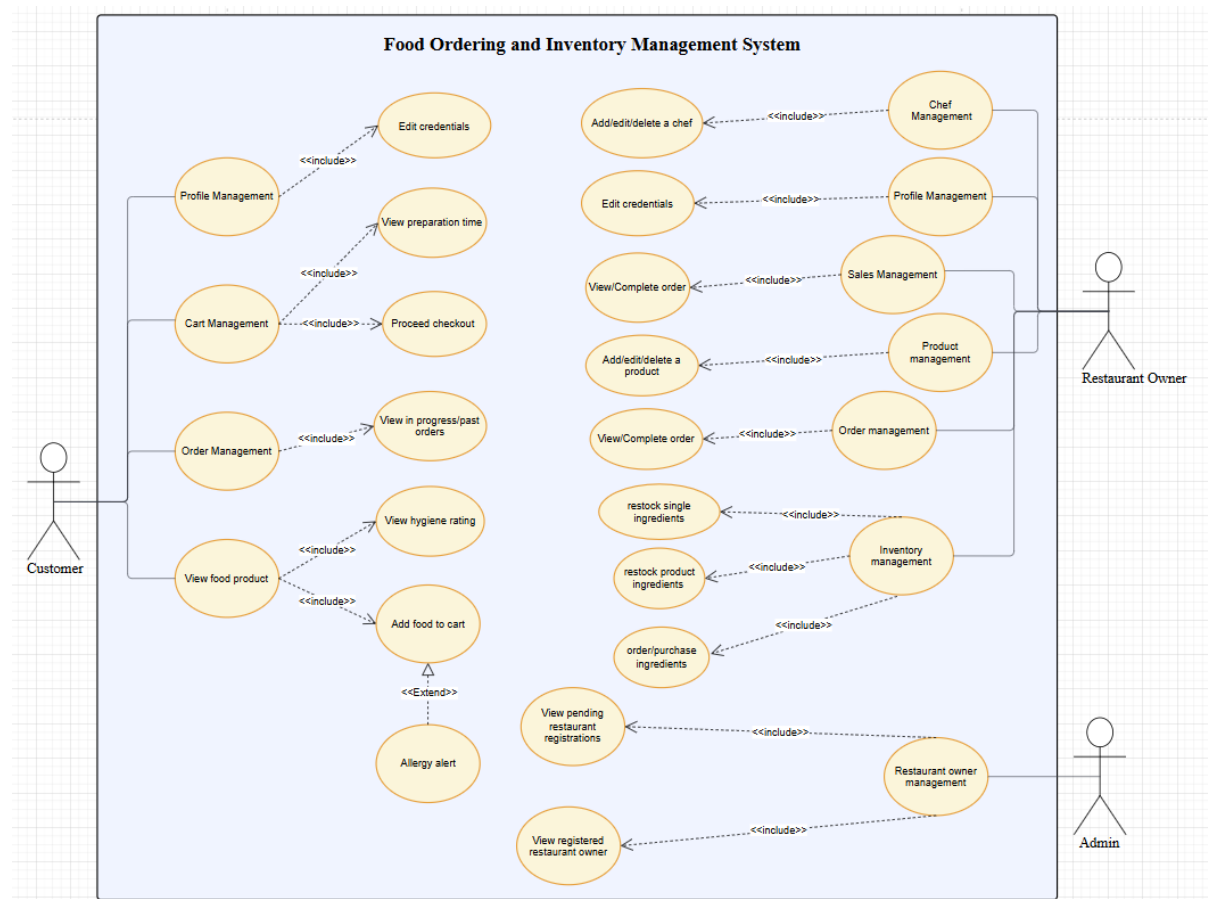 Food Ordering and Inventory Management System
Edit credentials
<<include>>
Profile Management
View preparation time
<<include>>
Cart Management
<<include>>
Proceed checkout
View in progress/past
orders
Order Management
<<include>>
View hygiene rating
<<include>>
View food product
<<include>>
Add food to cart
<<Extend>>
Allergy alert
Customer
Chef
Management
<<include>>
Add/edit/delete a chef
Profile Management
<<include>>
Edit credentials
Sales Management
<<include>>
View/Complete order
Product
management
<<include>>
Add/edit/delete a
product
Order management
<<include>>
View/Complete order
restock single
ingredients
<<include>>
Inventory
management
<<include>>
restock product
ingredients
<<include>>
order/purchase
ingredients
Restaurant Owner
View pending
restaurant
registrations
<<include>>
Restaurant owner
management
<<include>>
View registered
restaurant owner
Admin